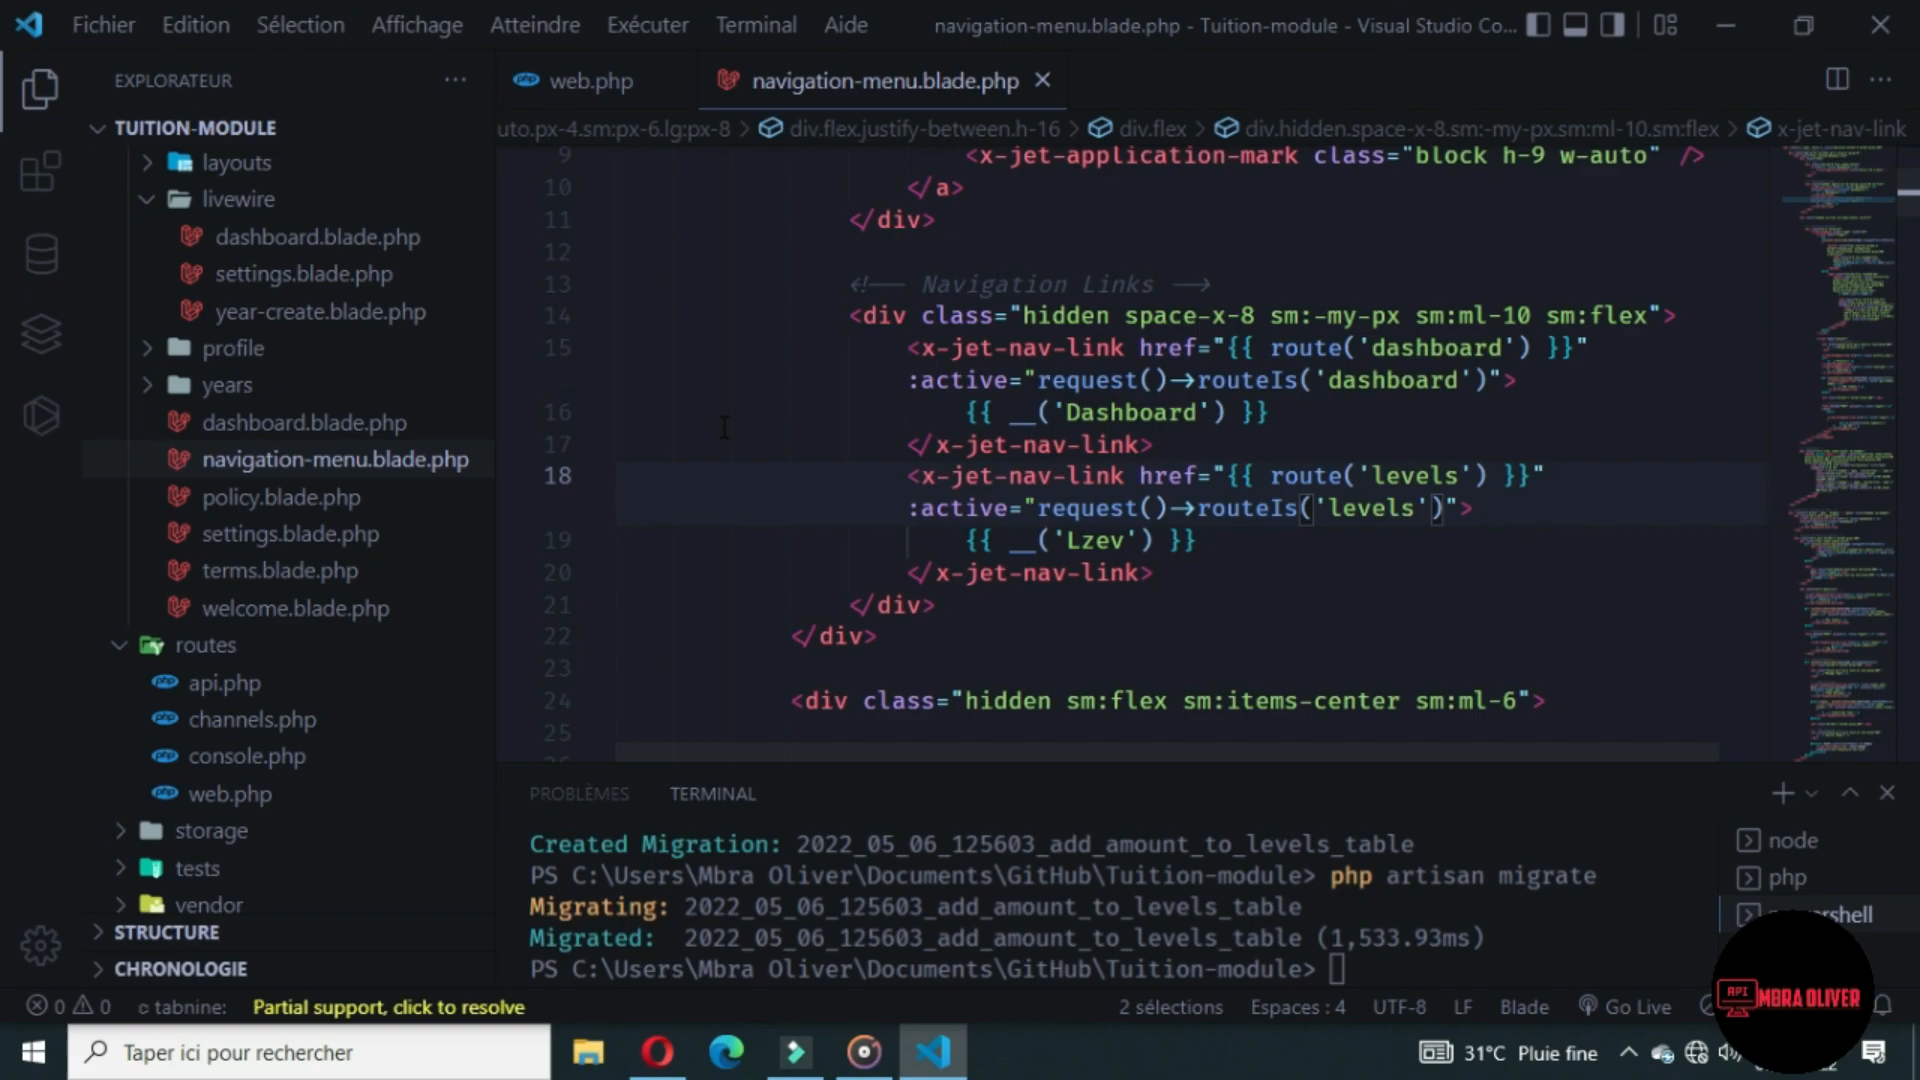 Fichier Edition Sélection Affichage Atteindre Exécuter Terminal Aide navigation-menu.blade.php - Tuition-module - Visual Studio Co...
EXPLORATEUR
TUITION-MODULE
layouts
livewire
dashboard.blade.php
settings.blade.php
year-create.blade.php
profile
years
dashboard.blade.php
navigation-menu.blade.php
policy.blade.php
settings.blade.php
terms.blade.php
welcome.blade.php
routes
api.php
channels.php
console.php
web.php
storage
tests
vendor
STRUCTURE
CHRONOLOGIE
web.php navigation-menu.blade.php
uto.px-4.sm:px-6.lg:px-8 > div.flex.justify-between.h-16 > div.flex > div.hidden.space-x-8.sm:-my-px.sm:ml-10.sm:flex > x-jet-nav-link
9 <x-jet-application-mark class="block h-9 w-auto" />
10 </a>
11 </div>
12
13 <!-- Navigation Links -->
14 <div class="hidden space-x-8 sm:-my-px sm:ml-10 sm:flex">
15 <x-jet-nav-link href="{{ route('dashboard') }}"
:active="request()->routeIs('dashboard')">
16 {{ __('Dashboard') }}
17 </x-jet-nav-link>
18 <x-jet-nav-link href="{{ route('levels') }}"
:active="request()->routeIs('levels')">
19 {{ __('Lzev') }}
20 </x-jet-nav-link>
21 </div>
22 </div>
23
24 <div class="hidden sm:flex sm:items-center sm:ml-6">
25
PROBLÈMES TERMINAL
Created Migration: 2022_05_06_125603_add_amount_to_levels_table
PS C:\Users\Mbra Oliver\Documents\GitHub\Tuition-module> php artisan migrate
Migrating: 2022_05_06_125603_add_amount_to_levels_table
Migrated: 2022_05_06_125603_add_amount_to_levels_table (1,533.93ms)
PS C:\Users\Mbra Oliver\Documents\GitHub\Tuition-module>
node
php
API MBRA OLIVER
0 0 tabnine: Partial support, click to resolve 2 sélections Espaces : 4 UTF-8 LF Blade Go Live
Taper ici pour rechercher 31°C Pluie fine